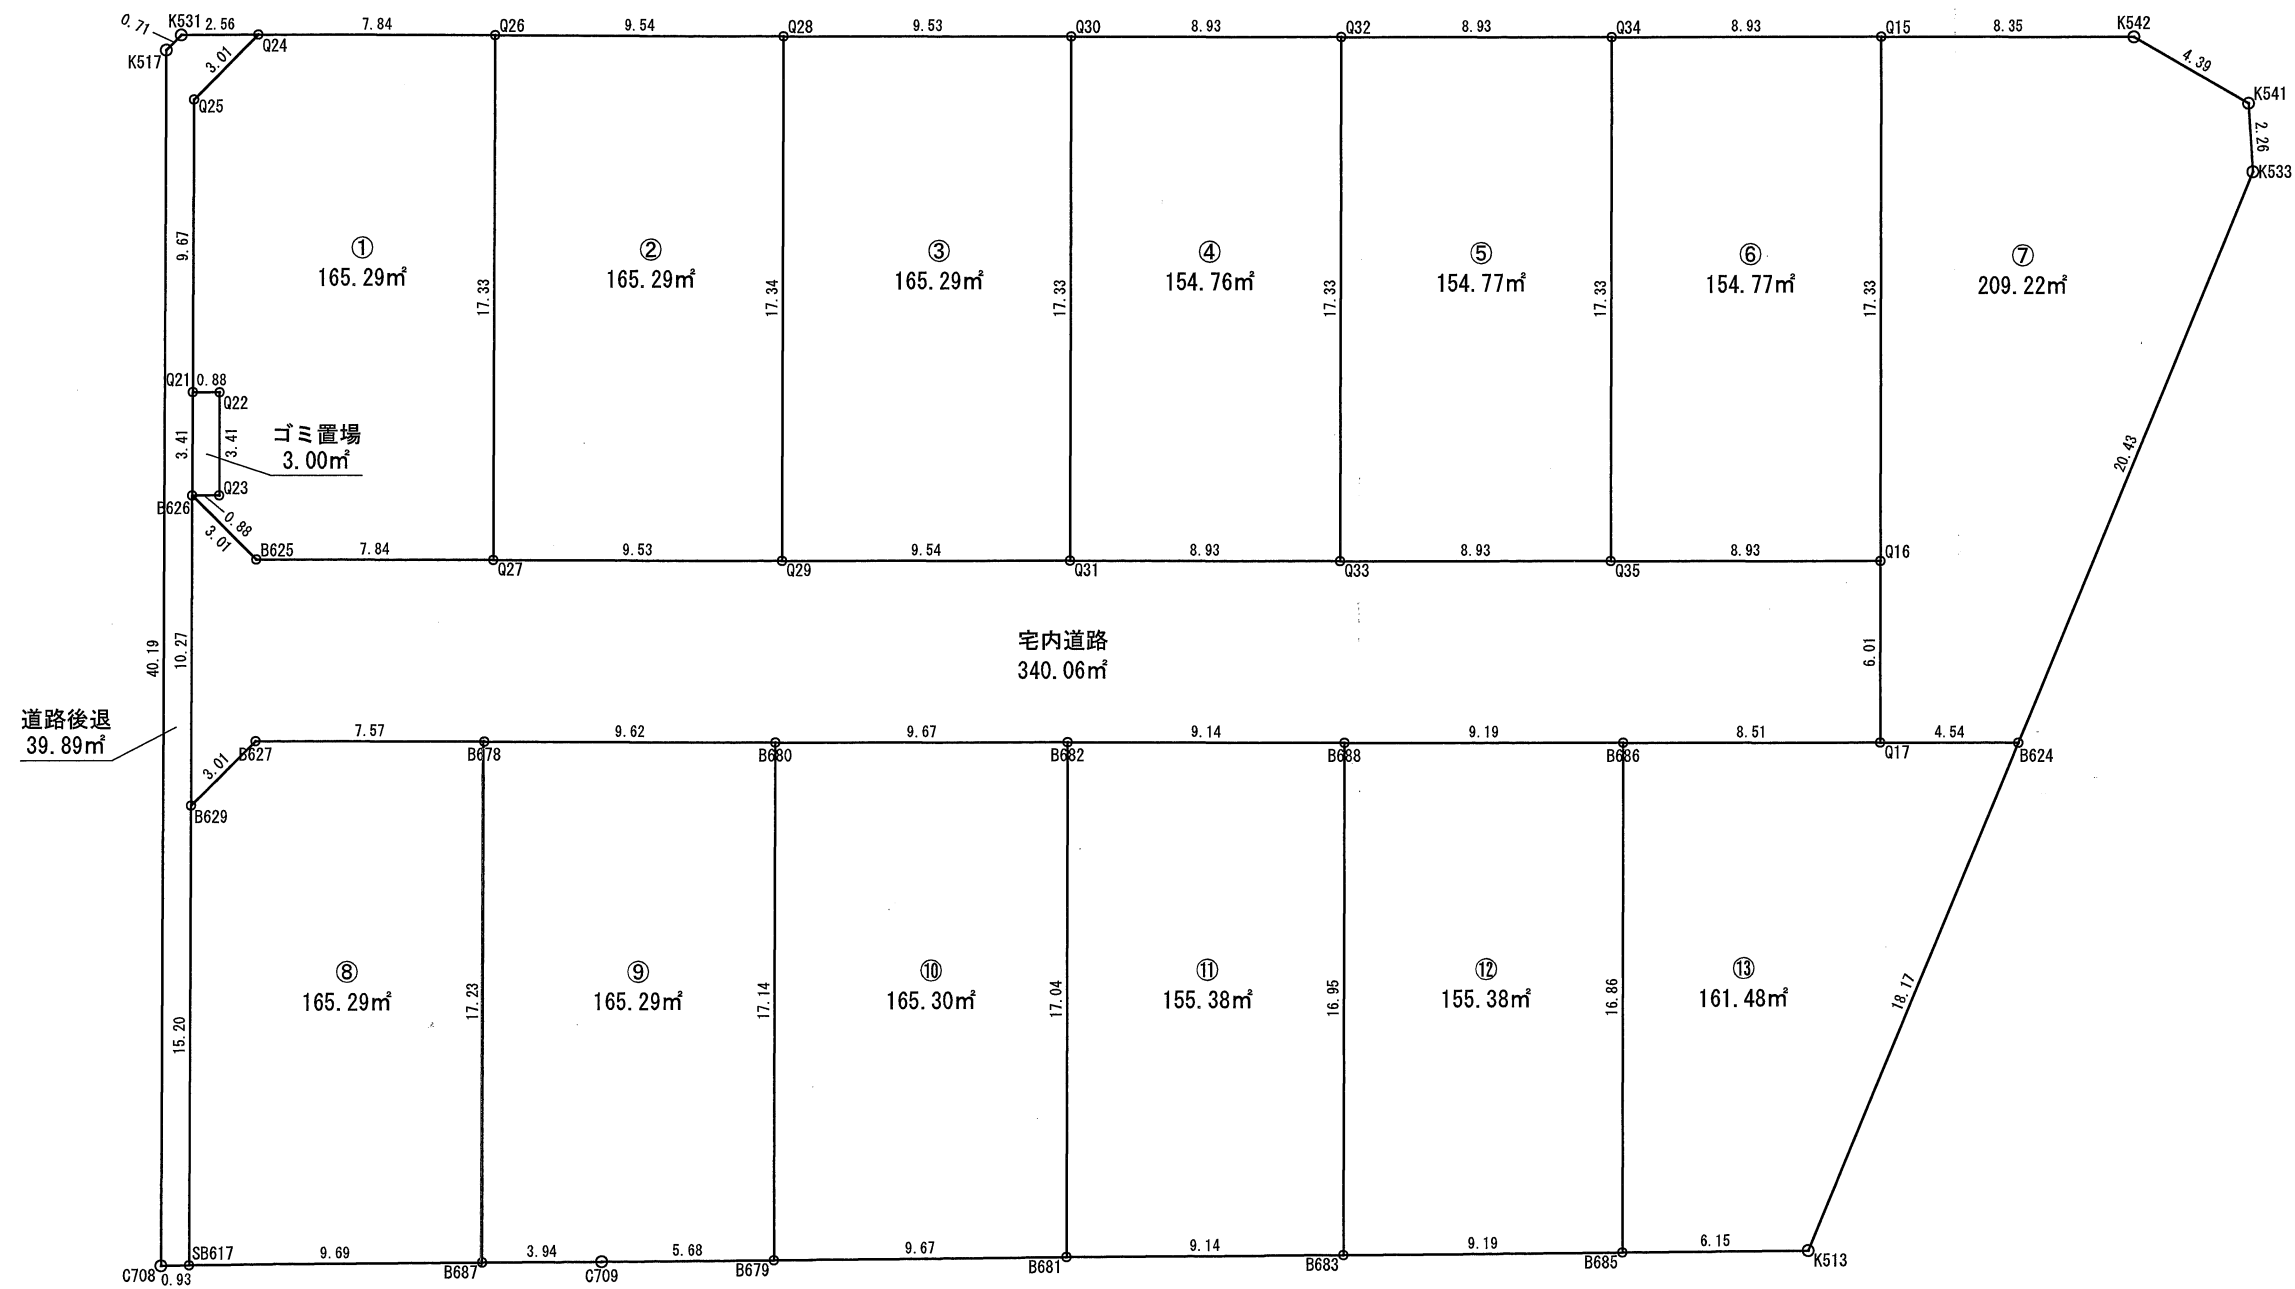 0.71 K531 2.56 7.84 Q26 9.54 Q28 9.53 Q30 8.93 Q32 8.93 Q34 8.93 Q15 8.35 K542
K517 Q24 4.39
3.01 K541
Q25 2.26
K533
9.67
① ② ③ ④ ⑤ ⑥ ⑦
165.29㎡ 165.29㎡ 165.29㎡ 154.76㎡ 154.77㎡ 154.77㎡ 209.22㎡
17.33 17.34 17.33 17.33 17.33 17.33
Q21 0.88
Q22
3.41 3.41 ゴミ置場
3.00㎡
20.43
Q23
B626 0.88
3.01 B625 7.84 9.53 9.54 8.93 8.93 8.93 Q16
Q27 Q29 Q31 Q33 Q35
宅内道路
340.06㎡
40.19 10.27 6.01
道路後退
39.89㎡
7.57 9.62 9.67 9.14 9.19 8.51 4.54
3.01 B627 B678 B680 B682 B688 B686 Q17 B624
B629
⑧ ⑨ ⑩ ⑪ ⑫ ⑬
165.29㎡ 165.29㎡ 165.30㎡ 155.38㎡ 155.38㎡ 161.48㎡
15.20 17.23 17.14 17.04 16.95 16.86 18.17
SB617 9.69 3.94 5.68 9.67 9.14 9.19 6.15
C708 0.93 B687 C709 B679 B681 B683 B685 K513